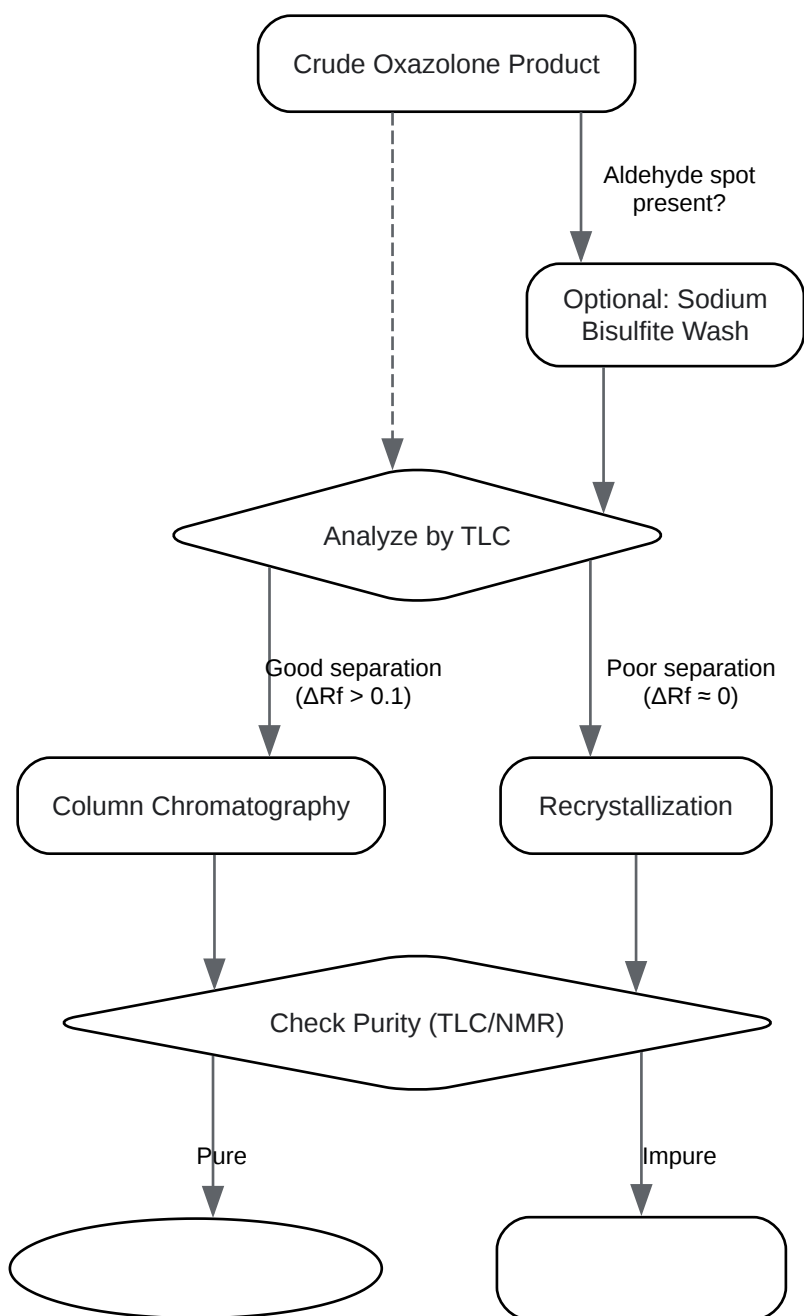 Crude Oxazolone Product
Aldehyde spot
present?
Optional: Sodium
Bisulfite Wash
Analyze by TLC
Good separation
(ΔRf > 0.1)
Poor separation
(ΔRf ≈ 0)
Column Chromatography
Recrystallization
Check Purity (TLC/NMR)
Pure
Impure